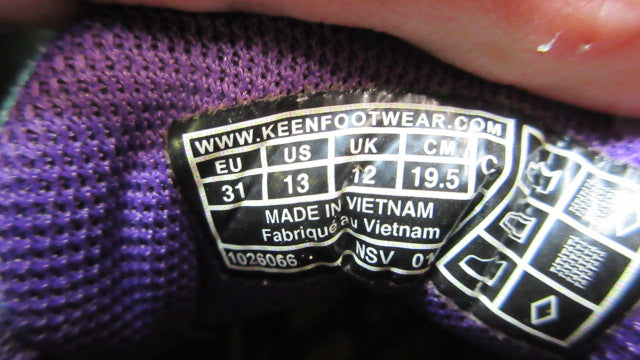 WWW.KEENFOOTWEAR.COM
EU US UK CM C
31 13 12 19.5
MADE IN VIETNAM
Fabriqué au Vietnam
1026066 NSV 01